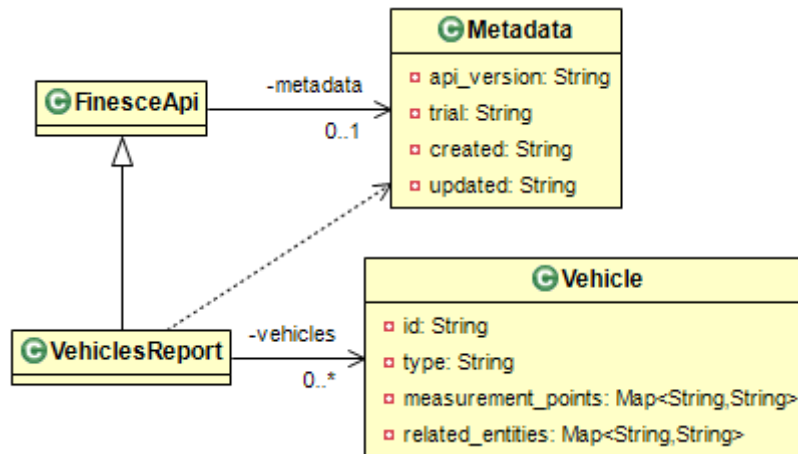 C Metadata
api_version: String
trial: String
created: String
updated: String
C FinesceApi
-metadata
0..1
C VehiclesReport
-vehicles
0..*
C Vehicle
id: String
type: String
measurement_points: Map<String,String>
related_entities: Map<String,String>